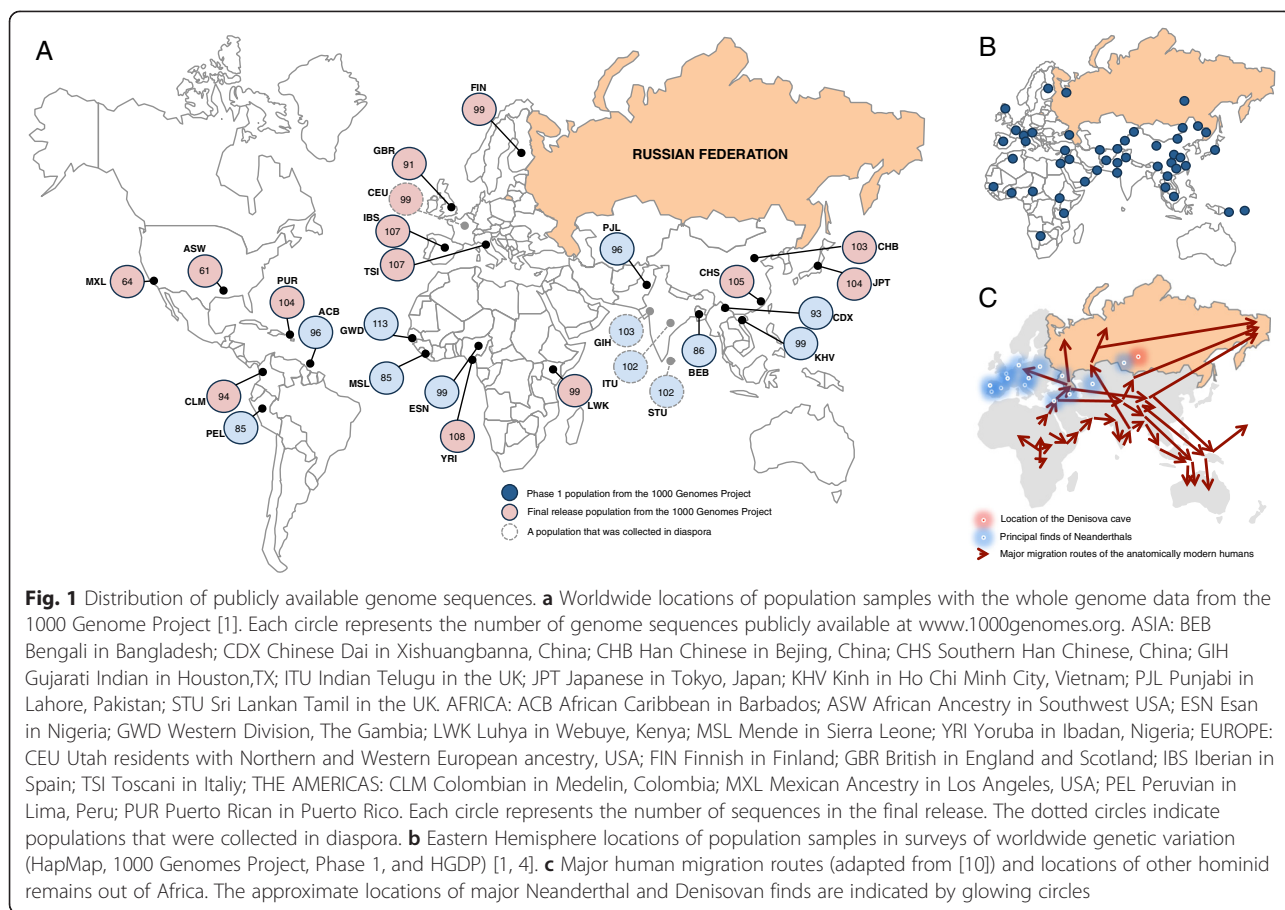 A
FIN
99
GBR
91
CEU
99
IBS
107
TSI
107
RUSSIAN FEDERATION
PJL
96
103
CHB
CHS
105
104
JPT
ASW
61
MXL
64
PUR
104
ACB
96
GWD
113
MSL
85
ESN
99
108
YRI
99
LWK
103
GIH
102
ITU
102
STU
86
BEB
93
CDX
99
KHV
CLM
94
PEL
85
Phase 1 population from the 1000 Genomes Project
Final release population from the 1000 Genomes Project
A population that was collected in diaspora
B
C
Location of the Denisova cave
Principal finds of Neanderthals
Major migration routes of the anatomically modern humans
Fig. 1 Distribution of publicly available genome sequences. a Worldwide locations of population samples with the whole genome data from the
1000 Genome Project [1]. Each circle represents the number of genome sequences publicly available at www.1000genomes.org. ASIA: BEB
Bengali in Bangladesh; CDX Chinese Dai in Xishuangbanna, China; CHB Han Chinese in Bejing, China; CHS Southern Han Chinese, China; GIH
Gujarati Indian in Houston,TX; ITU Indian Telugu in the UK; JPT Japanese in Tokyo, Japan; KHV Kinh in Ho Chi Minh City, Vietnam; PJL Punjabi in
Lahore, Pakistan; STU Sri Lankan Tamil in the UK. AFRICA: ACB African Caribbean in Barbados; ASW African Ancestry in Southwest USA; ESN Esan
in Nigeria; GWD Western Division, The Gambia; LWK Luhya in Webuye, Kenya; MSL Mende in Sierra Leone; YRI Yoruba in Ibadan, Nigeria; EUROPE:
CEU Utah residents with Northern and Western European ancestry, USA; FIN Finnish in Finland; GBR British in England and Scotland; IBS Iberian in
Spain; TSI Toscani in Italiy; THE AMERICAS: CLM Colombian in Medelin, Colombia; MXL Mexican Ancestry in Los Angeles, USA; PEL Peruvian in
Lima, Peru; PUR Puerto Rican in Puerto Rico. Each circle represents the number of sequences in the final release. The dotted circles indicate
populations that were collected in diaspora. b Eastern Hemisphere locations of population samples in surveys of worldwide genetic variation
(HapMap, 1000 Genomes Project, Phase 1, and HGDP) [1, 4]. c Major human migration routes (adapted from [10]) and locations of other hominid
remains out of Africa. The approximate locations of major Neanderthal and Denisovan finds are indicated by glowing circles